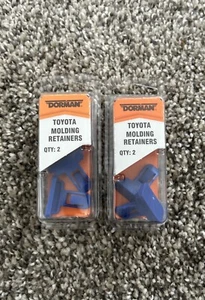 DORMAN
TOYOTA
MOLDING
RETAINERS
QTY: 2
DORMAN
TOYOTA
MOLDING
RETAINERS
QTY: 2